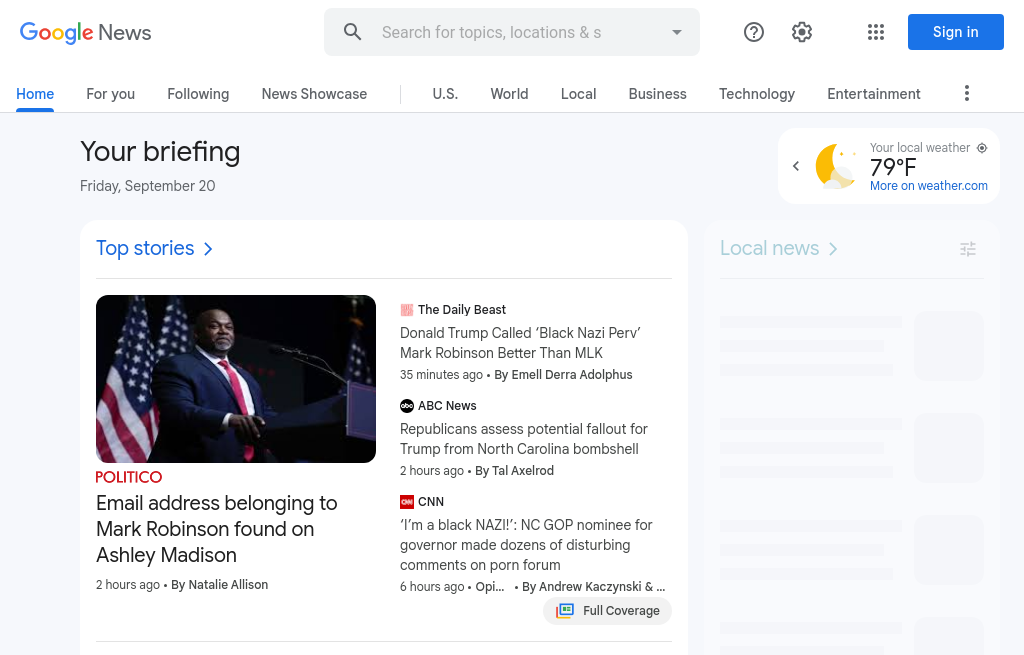 Google News
Search for topics, locations & s
Sign in
Home
For you
Following
News Showcase
U.S.
World
Local
Business
Technology
Entertainment
Your briefing
Friday, September 20
Your local weather
79°F
More on weather.com
Top stories
Local news
POLITICO
Email address belonging to
Mark Robinson found on
Ashley Madison
2 hours ago • By Natalie Allison
The Daily Beast
Donald Trump Called ‘Black Nazi Perv’
Mark Robinson Better Than MLK
35 minutes ago • By Emell Derra Adolphus
abc ABC News
Republicans assess potential fallout for
Trump from North Carolina bombshell
2 hours ago • By Tal Axelrod
CNN CNN
‘I’m a black NAZI!’: NC GOP nominee for
governor made dozens of disturbing
comments on porn forum
6 hours ago • Opi... • By Andrew Kaczynski & ...
Full Coverage